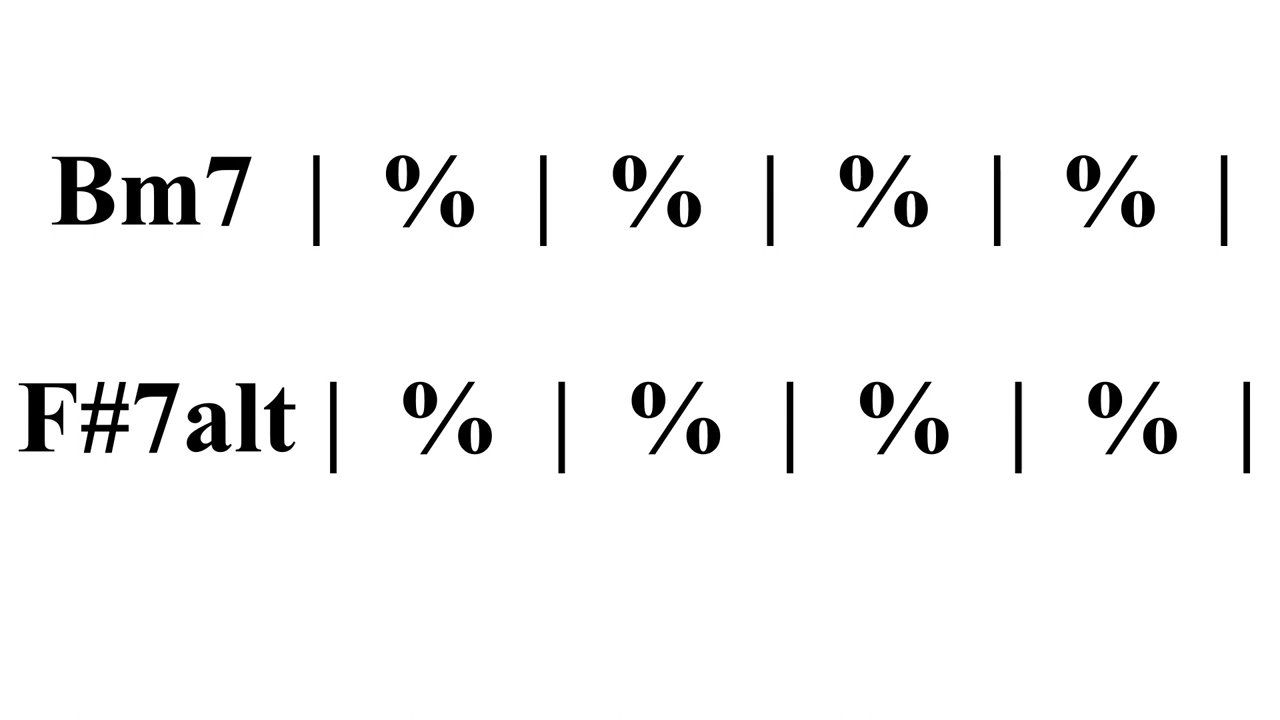 Bm7 | % | % | % | % |
F#7alt | % | % | % | % |